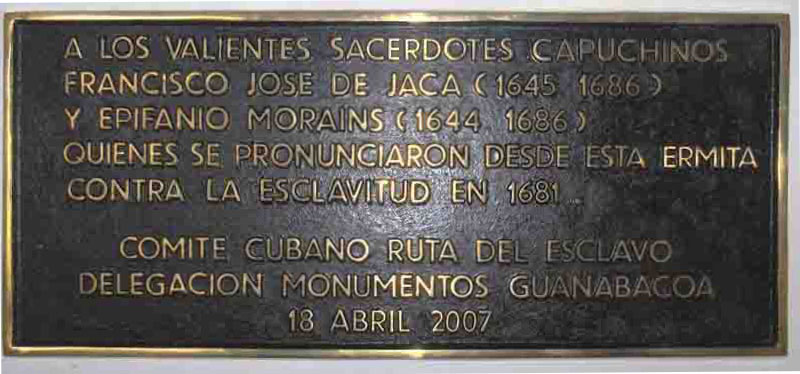 A LOS VALIENTES SACERDOTES CAPUCHINOS
FRANCISCO JOSE DE JACA (1645 1686)
Y EPIFANIO MORAINS (1644 1686)
QUIENES SE PRONUNCIARON DESDE ESTA ERMITA
CONTRA LA ESCLAVITUD EN 1681
COMITE CUBANO RUTA DEL ESCLAVO
DELEGACION MONUMENTOS GUANABACOA
18 ABRIL 2007